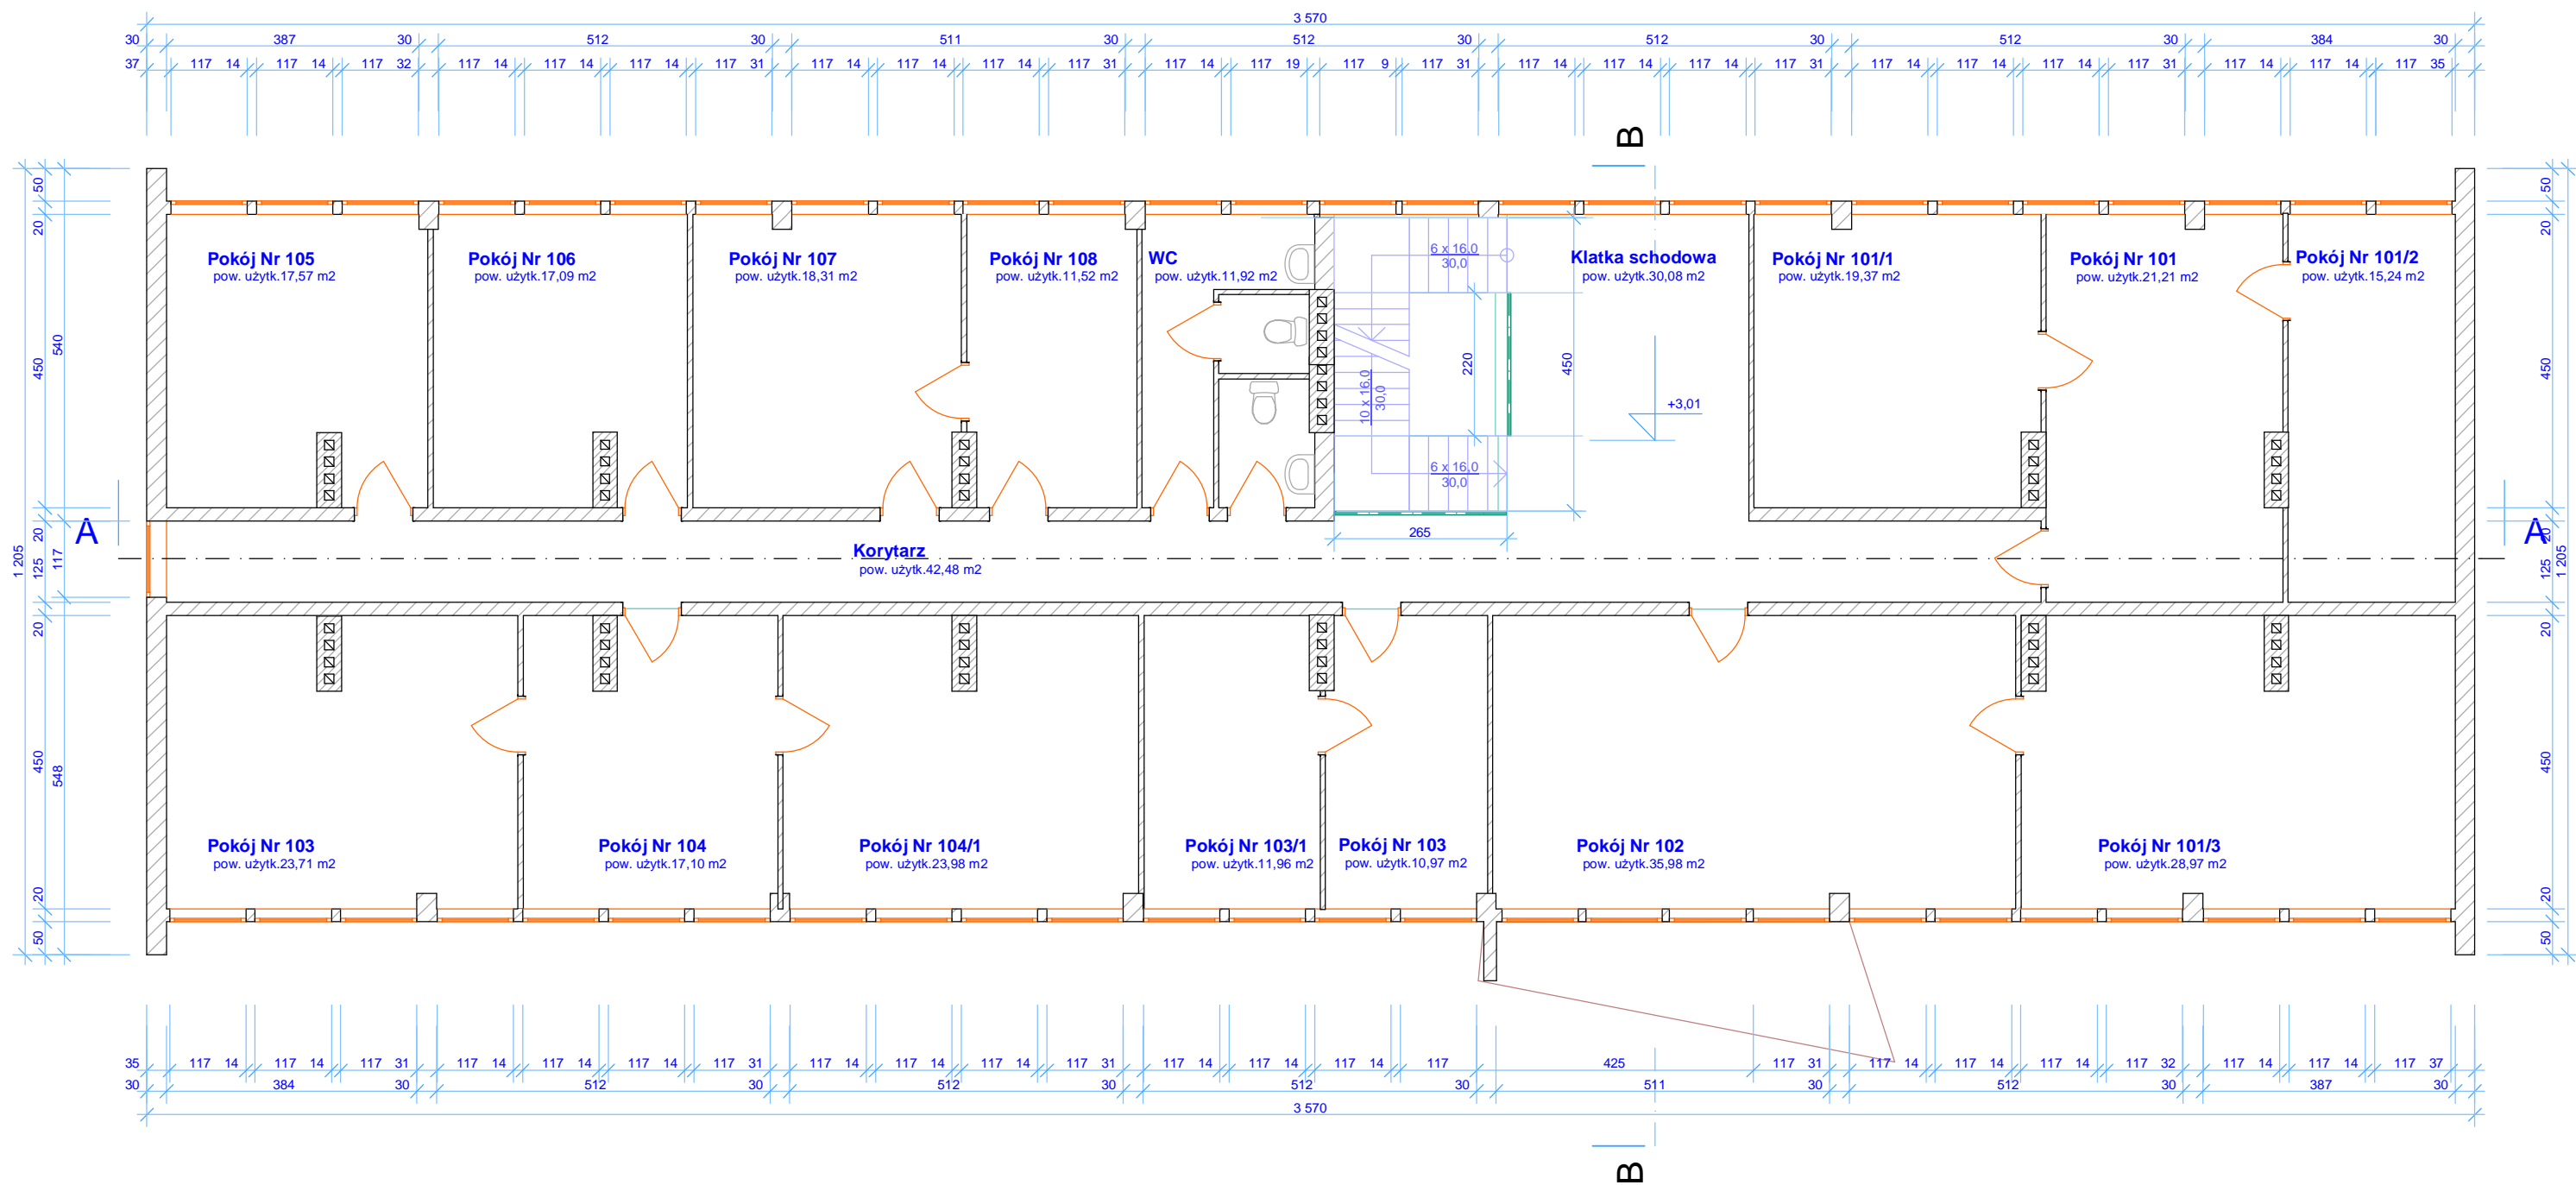 3 570
30 387 30 512 30 511 30 512 30 512 30 512 30 384 30
37 117 14 117 14 117 32 117 14 117 14 117 31 117 14 117 14 117 14 117 31 117 14 117 19 117 9 117 31 117 14 117 14 117 14 117 31 117 14 117 14 117 14 117 31 117 14 117 14 117 35
B
50
20
450
540
20
125
117
1 205
20
450
548
20
50
Pokój Nr 105
pow. użytk.17,57 m2
Pokój Nr 106
pow. użytk.17,09 m2
Pokój Nr 107
pow. użytk.18,31 m2
Pokój Nr 108
pow. użytk.11,52 m2
WC
pow. użytk.11,92 m2
6 x 16,0
30,0
10 x 16,0
30,0
6 x 16,0
30,0
220
450
265
Klatka schodowa
pow. użytk.30,08 m2
+3,01
Pokój Nr 101/1
pow. użytk.19,37 m2
Pokój Nr 101
pow. użytk.21,21 m2
Pokój Nr 101/2
pow. użytk.15,24 m2
50
20
450
20
125
1 205
20
450
20
50
A
A
Korytarz
pow. użytk.42,48 m2
Pokój Nr 103
pow. użytk.23,71 m2
Pokój Nr 104
pow. użytk.17,10 m2
Pokój Nr 104/1
pow. użytk.23,98 m2
Pokój Nr 103/1
pow. użytk.11,96 m2
Pokój Nr 103
pow. użytk.10,97 m2
Pokój Nr 102
pow. użytk.35,98 m2
Pokój Nr 101/3
pow. użytk.28,97 m2
35 117 14 117 14 117 31 117 14 117 14 117 14 117 31 117 14 117 14 117 14 117 31 117 14 117 14 117 14 117 425 117 31 117 14 117 14 117 14 117 32 117 14 117 14 117 37
30 384 30 512 30 512 30 512 30 511 30 512 30 387 30
3 570
B